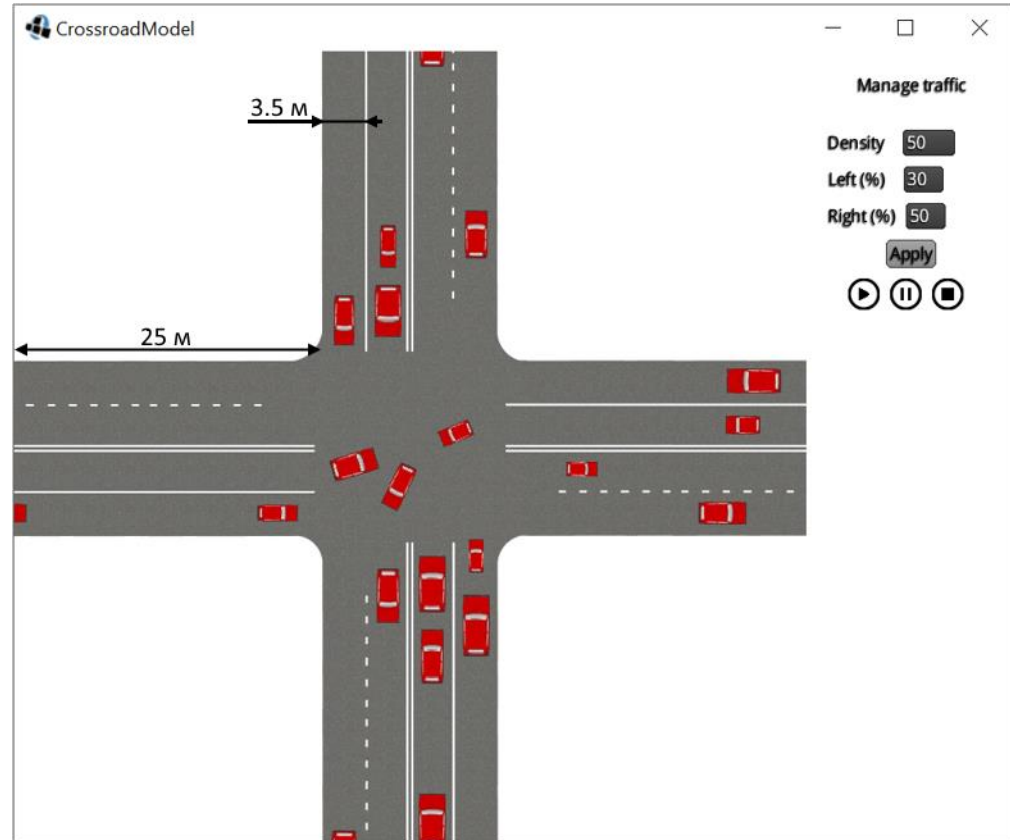 CrossroadModel
Manage traffic
3.5 м
Density 50
Left (%) 30
Right (%) 50
Apply
25 м